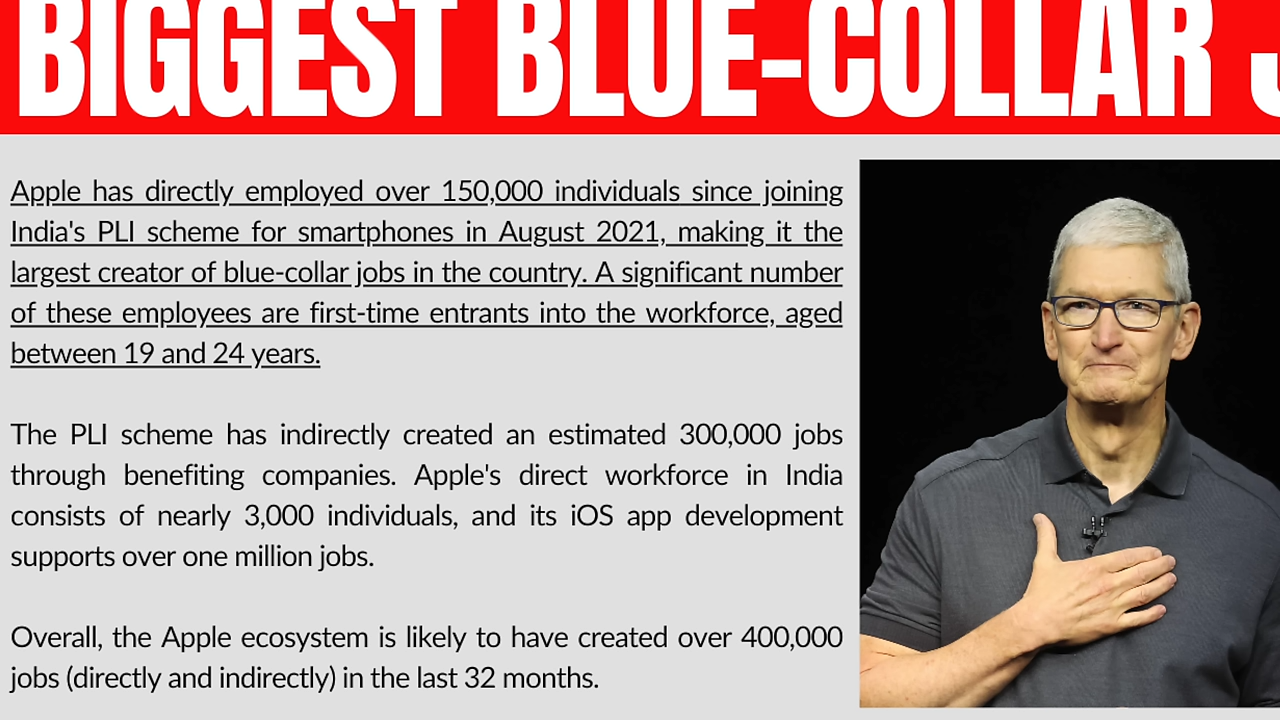 BIGGEST BLUE-COLLAR
Apple has directly employed over 150,000 individuals since joining
India's PLI scheme for smartphones in August 2021, making it the
largest creator of blue-collar jobs in the country. A significant number
of these employees are first-time entrants into the workforce, aged
between 19 and 24 years.
The PLI scheme has indirectly created an estimated 300,000 jobs
through benefiting companies. Apple's direct workforce in India
consists of nearly 3,000 individuals, and its iOS app development
supports over one million jobs.
Overall, the Apple ecosystem is likely to have created over 400,000
jobs (directly and indirectly) in the last 32 months.